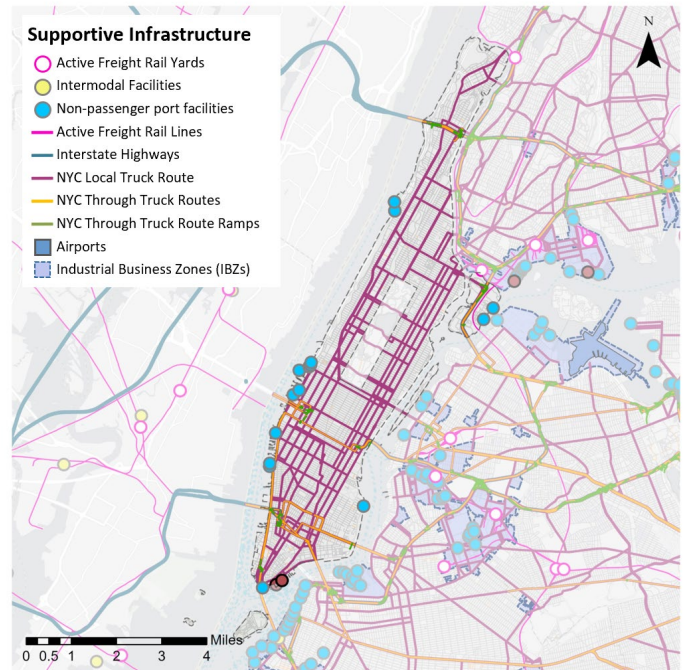 Supportive Infrastructure
Active Freight Rail Yards
Intermodal Facilities
Non-passenger port facilities
Active Freight Rail Lines
Interstate Highways
NYC Local Truck Route
NYC Through Truck Routes
NYC Through Truck Route Ramps
Airports
Industrial Business Zones (IBZs)
N
Miles
0 0.5 1 2 3 4